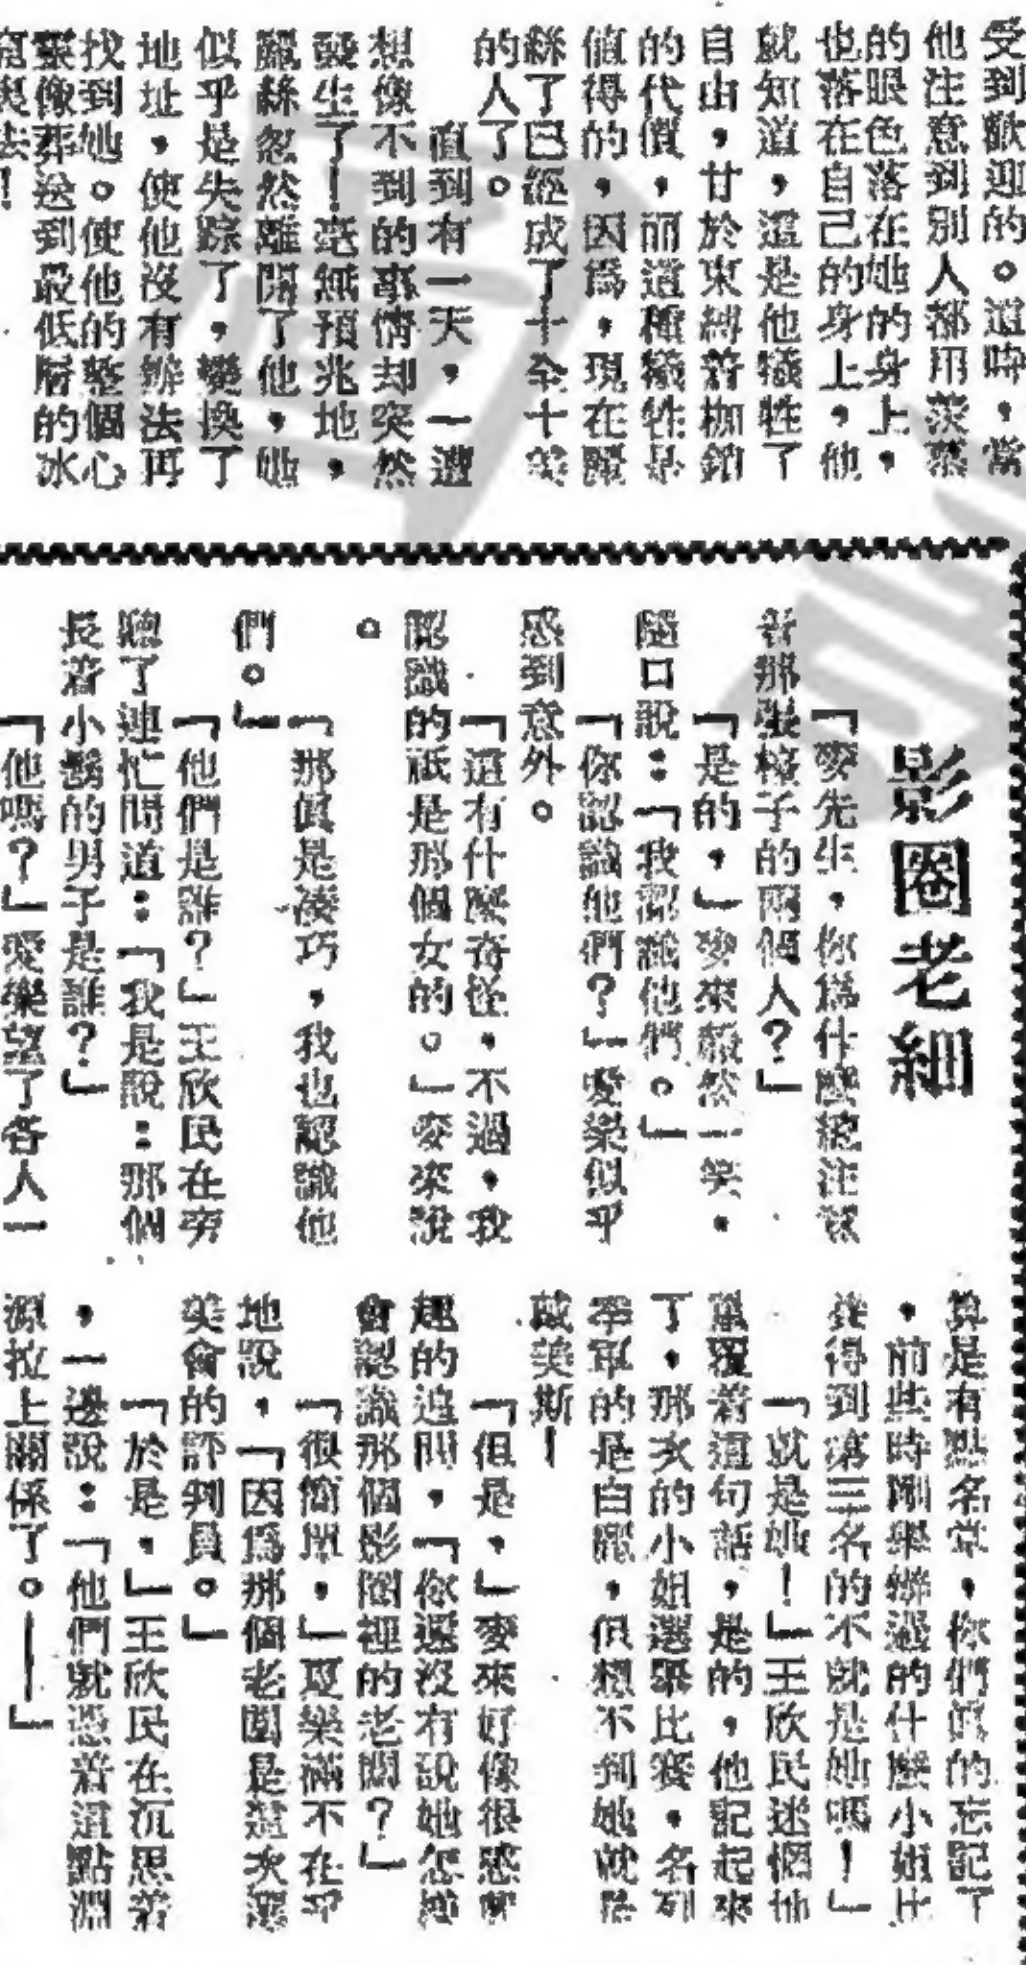 受到歡迎的。這時,當
他注意到別人都用羨慕
的眼色落在她的身上,
也落在自己的身上,他
就知道,這是他犧牲了
自由,甘於束縛着枷鎖
的代價,而這種犧牲是
值得的,因爲,現在麗
絲了已經成了十全十美
的人了。
直到有一天,一遭
想像不到的事情却突然
發生了!毫無預兆地,
麗絲忽然離開了他,她
似乎是失踪了,變換了
地址,使他沒有辦法再
找到她。使他的整個心
靈像葬送到最低層的冰
窟裏去!
影圈老細
「麥先生,你爲什麼總注意
着那張檯子的兩個人?」
「是的,」麥來赧然一笑,
隨口說:「我認識他們。」
「你認識他們?」愛樂似乎
感到意外。
「這有什麼奇怪,不過,我
認識的祇是那個女的。」麥來說
。
「那眞是湊巧,我也認識他
們。」
「他們是誰?」王欣民在旁
聽了連忙問道:「我是說:那個
長着小鬍的男子是誰?」
「他嗎?」愛樂望了各人一
算是有點名堂,你們眞的忘記了
,前些時剛舉辦過的什麼小姐比
賽得到第三名的不就是她嗎!」
「就是她!」王欣民迷惘地
重覆着這句話,是的,他記起來
了,那次的小姐選舉比賽,名列
季軍的是白麗,但想不到她就是
戴美斯!
「但是,」麥來好像很感興
趣的追問,「你還沒有說她怎樣
會認識那個影圈裡的老闆?」
「很簡單,」愛樂滿不在乎
地說,「因爲那個老闆是這次選
美會的評判員。」
「於是,」王欣民在沉思着
,一邊說:「他們就憑着這點淵
源拉上關係了。——」